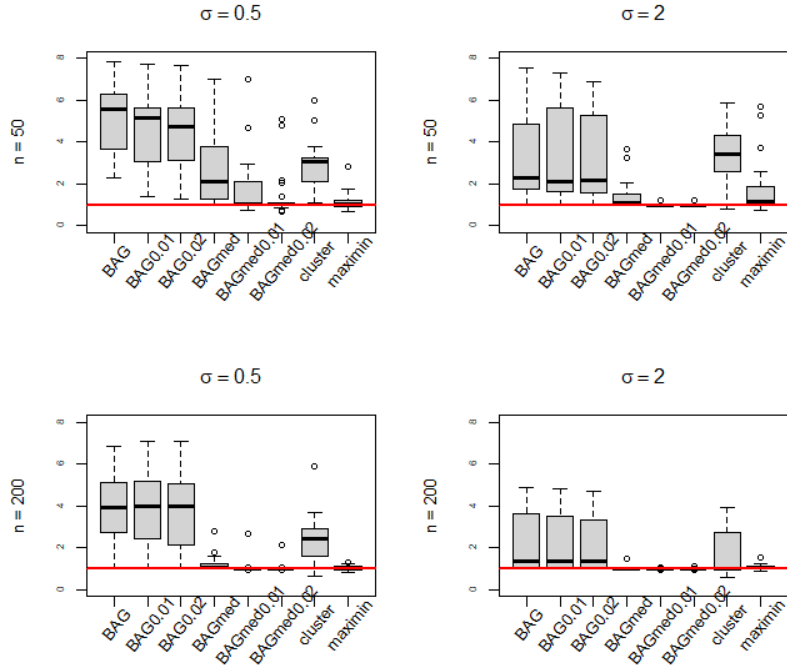 σ = 0.5
n = 50
8
6
4
2
0
BAG
BAG0.01
BAG0.02
BAGmed
BAGmed0.01
BAGmed0.02
cluster
maximin
σ = 2
n = 50
8
6
4
2
0
BAG
BAG0.01
BAG0.02
BAGmed
BAGmed0.01
BAGmed0.02
cluster
maximin
σ = 0.5
n = 200
8
6
4
2
0
BAG
BAG0.01
BAG0.02
BAGmed
BAGmed0.01
BAGmed0.02
cluster
maximin
σ = 2
n = 200
8
6
4
2
0
BAG
BAG0.01
BAG0.02
BAGmed
BAGmed0.01
BAGmed0.02
cluster
maximin